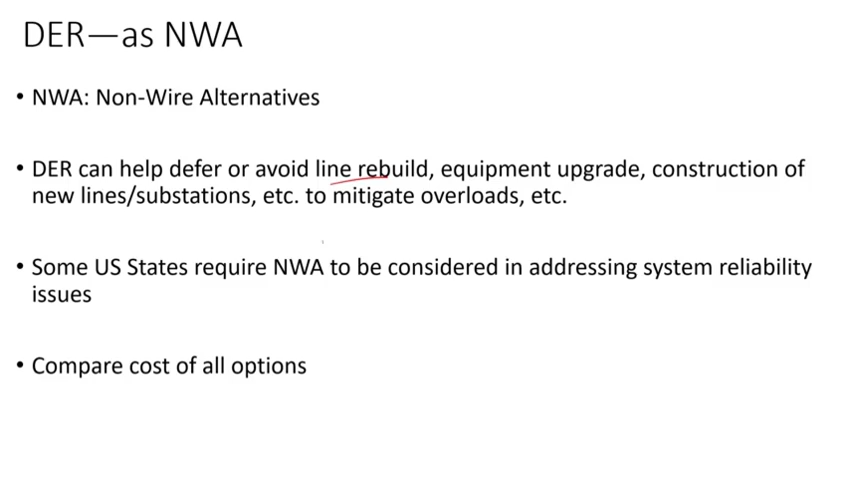 DER—as NWA
• NWA: Non-Wire Alternatives
• DER can help defer or avoid line rebuild, equipment upgrade, construction of
new lines/substations, etc. to mitigate overloads, etc.
• Some US States require NWA to be considered in addressing system reliability
issues
• Compare cost of all options